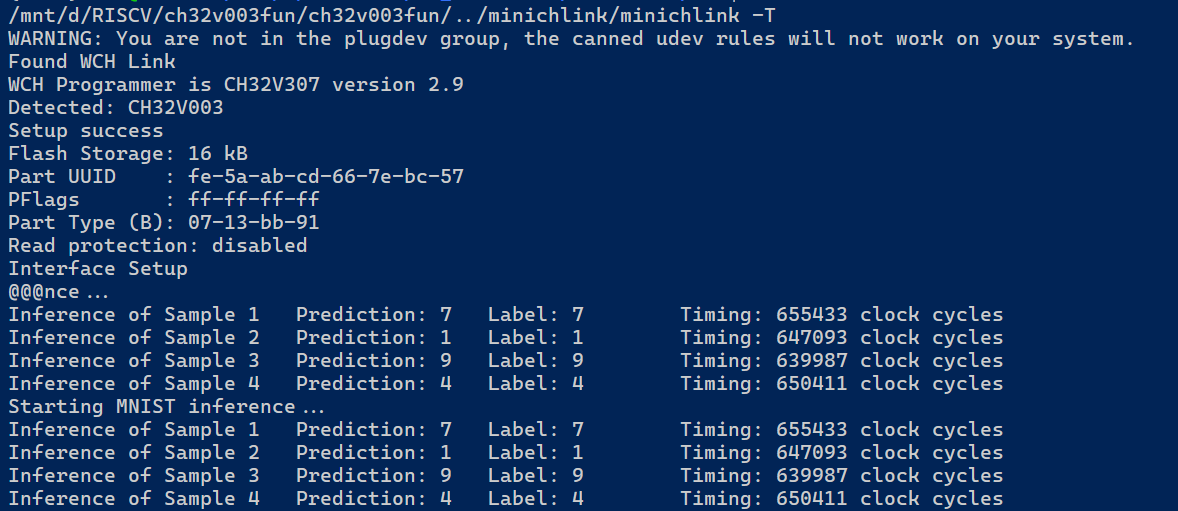 /mnt/d/RISCV/ch32v003fun/ch32v003fun/../minichlink/minichlink -T
WARNING: You are not in the plugdev group, the canned udev rules will not work on your system.
Found WCH Link
WCH Programmer is CH32V307 version 2.9
Detected: CH32V003
Setup success
Flash Storage: 16 kB
Part UUID    : fe-5a-ab-cd-66-7e-bc-57
PFlags       : ff-ff-ff-ff
Part Type (B): 07-13-bb-91
Read protection: disabled
Interface Setup
@@@nce...
Inference of Sample 1   Prediction: 7   Label: 7        Timing: 655433 clock cycles
Inference of Sample 2   Prediction: 1   Label: 1        Timing: 647093 clock cycles
Inference of Sample 3   Prediction: 9   Label: 9        Timing: 639987 clock cycles
Inference of Sample 4   Prediction: 4   Label: 4        Timing: 650411 clock cycles
Starting MNIST inference...
Inference of Sample 1   Prediction: 7   Label: 7        Timing: 655433 clock cycles
Inference of Sample 2   Prediction: 1   Label: 1        Timing: 647093 clock cycles
Inference of Sample 3   Prediction: 9   Label: 9        Timing: 639987 clock cycles
Inference of Sample 4   Prediction: 4   Label: 4        Timing: 650411 clock cycles